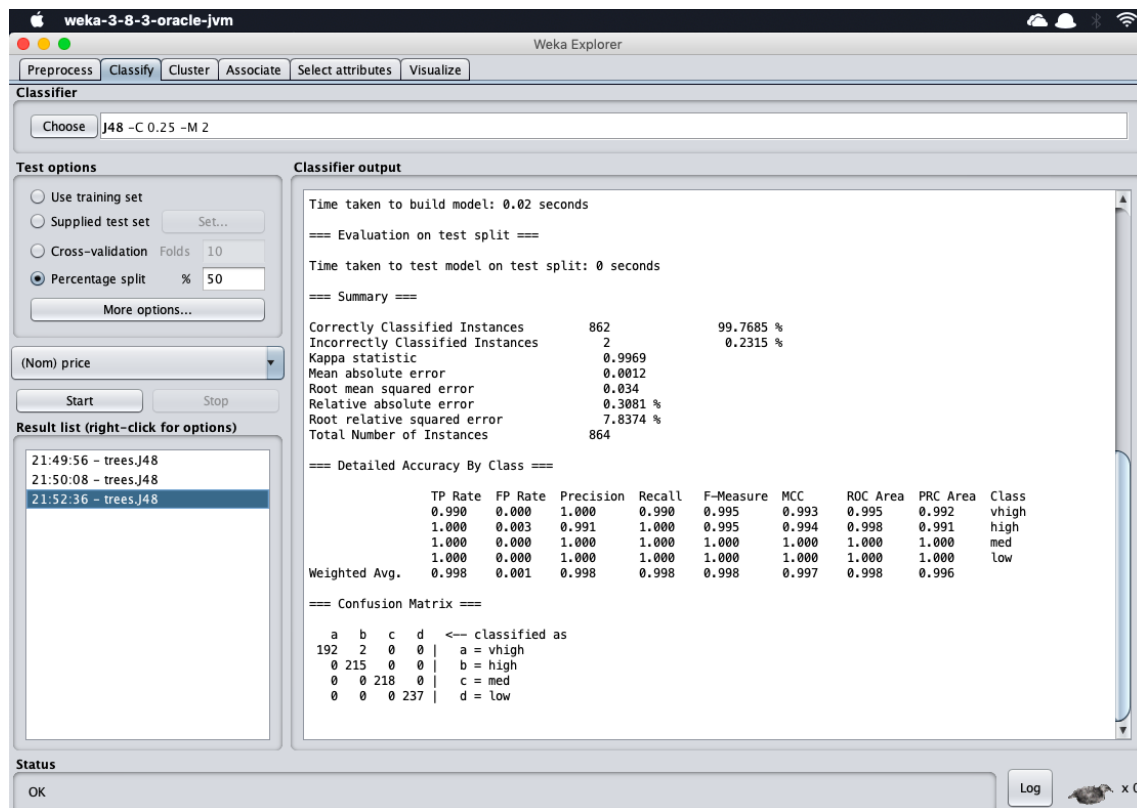 weka-3-8-3-oracle-jvm
Weka Explorer
Preprocess Classify Cluster Associate Select attributes Visualize
Classifier
Choose J48 -C 0.25 -M 2
Test options
Use training set
Supplied test set Set...
Cross-validation Folds 10
Percentage split % 50
More options...
(Nom) price
Start Stop
Result list (right-click for options)
21:49:56 - trees.J48
21:50:08 - trees.J48
21:52:36 - trees.J48
Classifier output
Time taken to build model: 0.02 seconds
=== Evaluation on test split ===
Time taken to test model on test split: 0 seconds
=== Summary ===
Correctly Classified Instances 862 99.7685 %
Incorrectly Classified Instances 2 0.2315 %
Kappa statistic 0.9969
Mean absolute error 0.0012
Root mean squared error 0.034
Relative absolute error 0.3081 %
Root relative squared error 7.8374 %
Total Number of Instances 864
=== Detailed Accuracy By Class ===
TP Rate FP Rate Precision Recall F-Measure MCC ROC Area PRC Area Class
0.990 0.000 1.000 0.990 0.995 0.993 0.995 0.992 vhigh
1.000 0.003 0.991 1.000 0.995 0.994 0.998 0.991 high
1.000 0.000 1.000 1.000 1.000 1.000 1.000 1.000 med
1.000 0.000 1.000 1.000 1.000 1.000 1.000 1.000 low
Weighted Avg. 0.998 0.001 0.998 0.998 0.998 0.997 0.998 0.996
=== Confusion Matrix ===
a b c d <-- classified as
192 2 0 0 | a = vhigh
0 215 0 0 | b = high
0 0 218 0 | c = med
0 0 0 237 | d = low
Status
OK
Log x 0